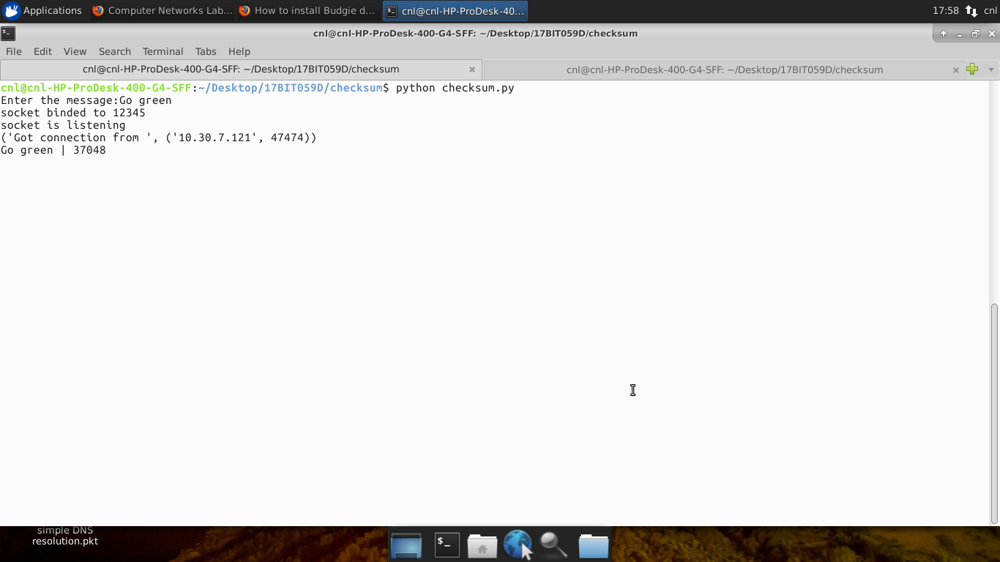 Applications Computer Networks Lab... How to install Budgie d... cnl@cnl-HP-ProDesk-40... 17:58 cnl
cnl@cnl-HP-ProDesk-400-G4-SFF: ~/Desktop/17BIT059D/checksum
File Edit View Search Terminal Tabs Help
cnl@cnl-HP-ProDesk-400-G4-SFF: ~/Desktop/17BIT059D/checksum cnl@cnl-HP-ProDesk-400-G4-SFF: ~/Desktop/17BIT059D/checksum
cnl@cnl-HP-ProDesk-400-G4-SFF:~/Desktop/17BIT059D/checksum$ python checksum.py
Enter the message:Go green
socket binded to 12345
socket is listening
('Got connection from ', ('10.30.7.121', 47474))
Go green | 37048
simple DNS
resolution.pkt